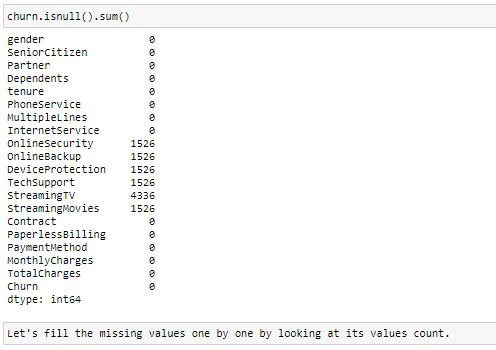 churn.isnull().sum()
gender 0
SeniorCitizen 0
Partner 0
Dependents 0
tenure 0
PhoneService 0
MultipleLines 0
InternetService 0
OnlineSecurity 1526
OnlineBackup 1526
DeviceProtection 1526
TechSupport 1526
StreamingTV 4336
StreamingMovies 1526
Contract 0
PaperlessBilling 0
PaymentMethod 0
MonthlyCharges 0
TotalCharges 0
Churn 0
dtype: int64
Let's fill the missing values one by one by looking at its values count.